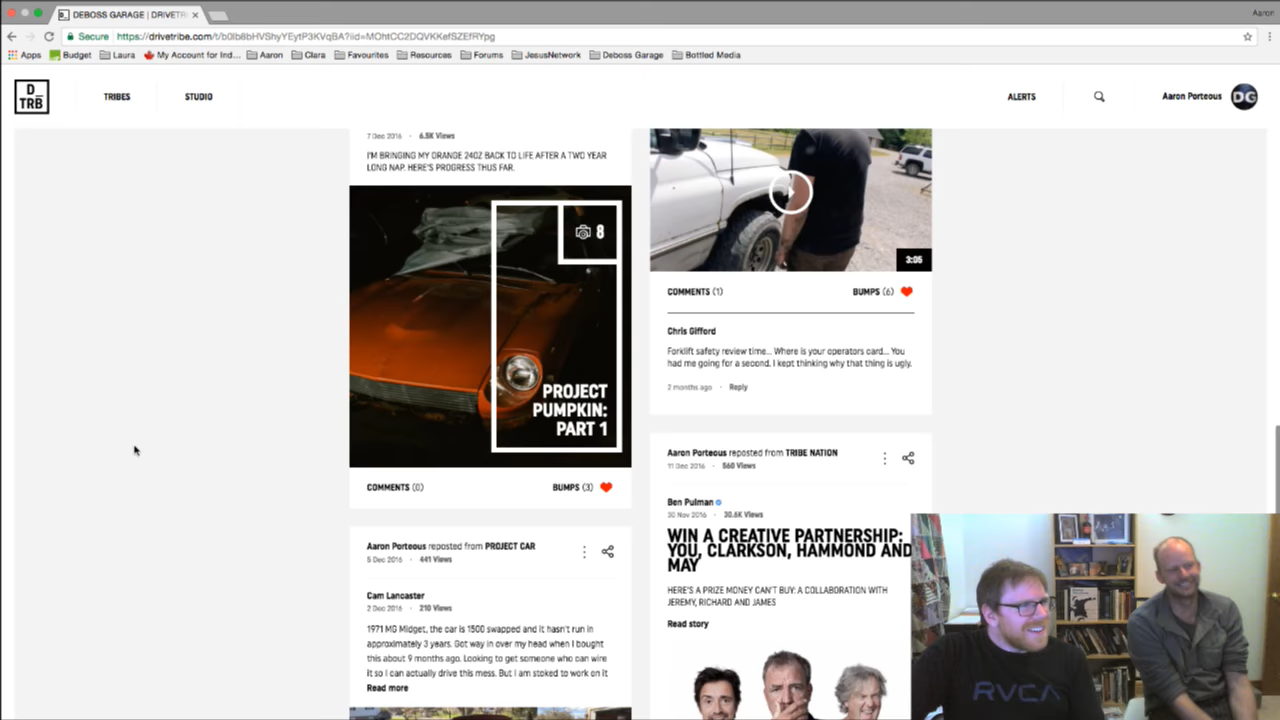 DEBOSS GARAGE | DRIVETRI
Aaron
Secure
https://drivetribe.com/t/
Apps
Budget
Laura
My Account for Ind...
Aaron
Clara
Favourites
Resources
Forums
JesusNetwork
Deboss Garage
Bottled Media
D_
TRB
TRIBES
STUDIO
ALERTS
Aaron Porteous
DG
7 Dec 2016 · 6.5K Views
I'M BRINGING MY ORANGE 240Z BACK TO LIFE AFTER A TWO YEAR
LONG NAP. HERE'S PROGRESS THUS FAR.
8
PROJECT
PUMPKIN:
PART 1
COMMENTS (0)
BUMPS (3)
Aaron Porteous reposted from PROJECT CAR
5 Dec 2016 · 441 Views
Cam Lancaster
2 Dec 2016 · 210 Views
1971 MG Midget, the car is 1500 swapped and it hasn't run in
approximately 3 years. Got way in over my head when I bought
this about 9 months ago. Looking to get someone who can wire
it so I can actually drive this mess. But I am stoked to work on it
Read more
3:05
COMMENTS (1)
BUMPS (6)
Chris Gifford
Forklift safety review time... Where is your operators card... You
had me going for a second. I kept thinking why that thing is ugly.
2 months ago · Reply
Aaron Porteous reposted from TRIBE NATION
11 Dec 2016 · 560 Views
Ben Pulman
30 Nov 2016 · 30.6K Views
WIN A CREATIVE PARTNERSHIP:
YOU, CLARKSON, HAMMOND AND
MAY
HERE'S A PRIZE MONEY CAN'T BUY: A COLLABORATION WITH
JEREMY, RICHARD AND JAMES
Read story
RVCA